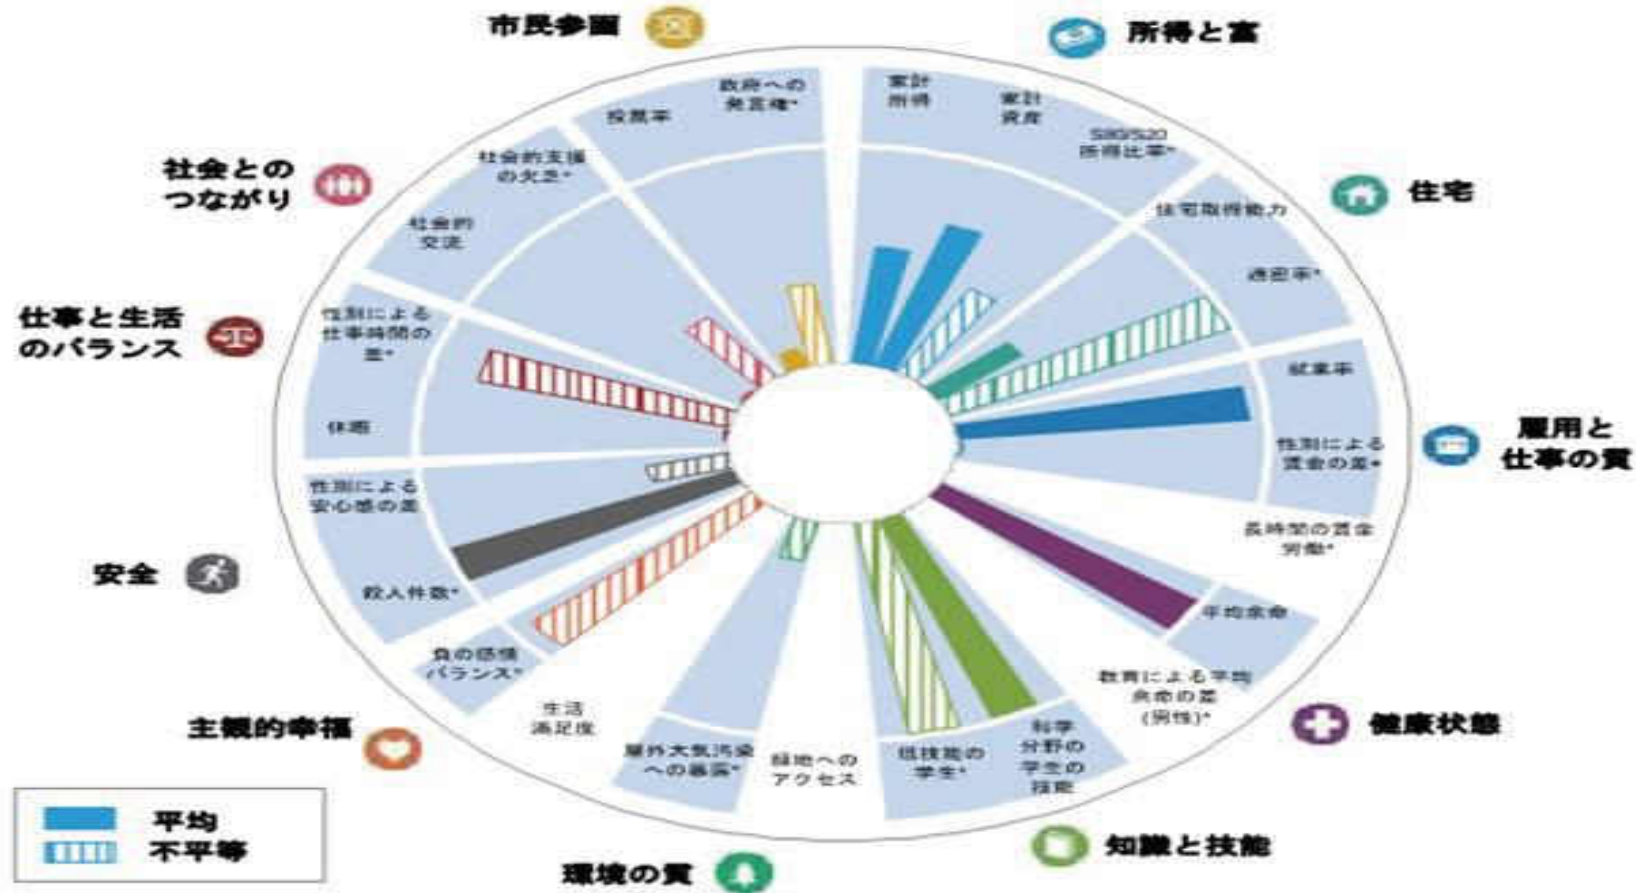 市民参画
所得と富
政府への
発言権*
投票率
家計
所得
家計
資産
S80/S20
所得比率*
社会との
つながり
社会的支援
の欠乏*
社会的
交流
住宅
住宅取得能力
過密率*
仕事と生活
のバランス
性別による
仕事時間の
差*
休暇
就業率
性別による
賃金の差*
雇用と
仕事の質
長時間の賃金
労働*
性別による
安心感の差
安全
殺人件数*
平均余命
教育による平均
余命の差
(男性)*
健康状態
負の感情
バランス*
主観的幸福
生活
満足度
屋外大気汚染
への暴露*
緑地への
アクセス
低技能の
学生*
科学
分野の
学生の
技能
知識と技能
環境の質
平均
不平等